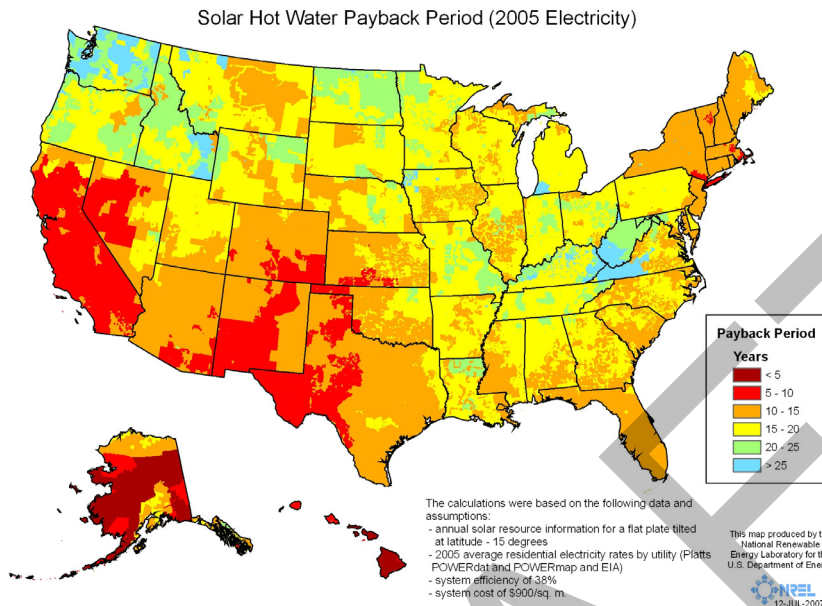 Solar Hot Water Payback Period (2005 Electricity)
Payback Period
Years
< 5
5 - 10
10 - 15
15 - 20
20 - 25
> 25
The calculations were based on the following data and
assumptions:
- annual solar resource information for a flat plate tilted
at latitude - 15 degrees
- 2005 average residential electricity rates by utility (Platts
POWERdat and POWERmap and EIA)
- system efficiency of 38%
- system cost of $900/sq. m.
This map produced by t
National Renewable
Energy Laboratory for th
U.S. Department of Ener
NREL
12-JUL-2007